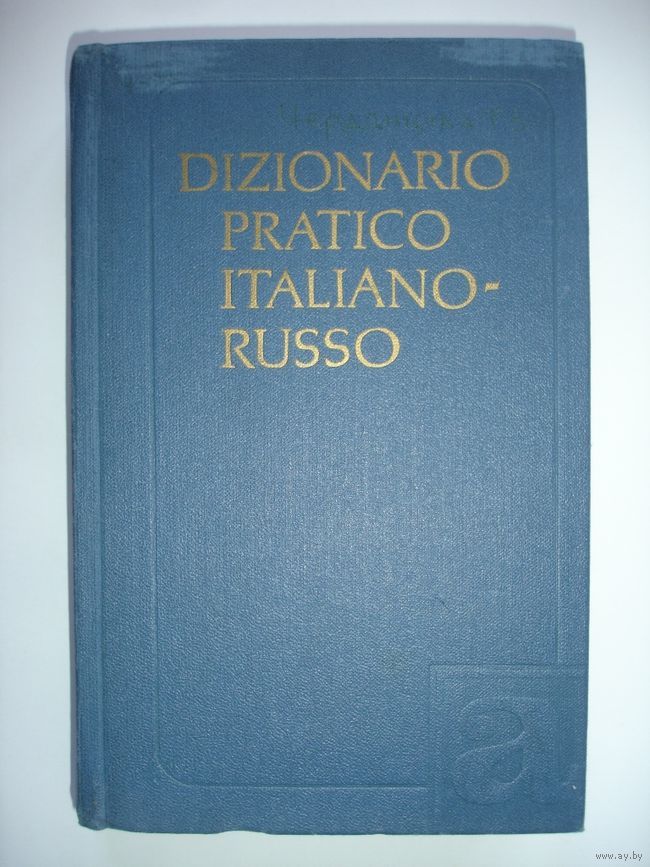 DIZIONARIO
PRATICO
ITALIANO-
RUSSO
a
www.ay.by